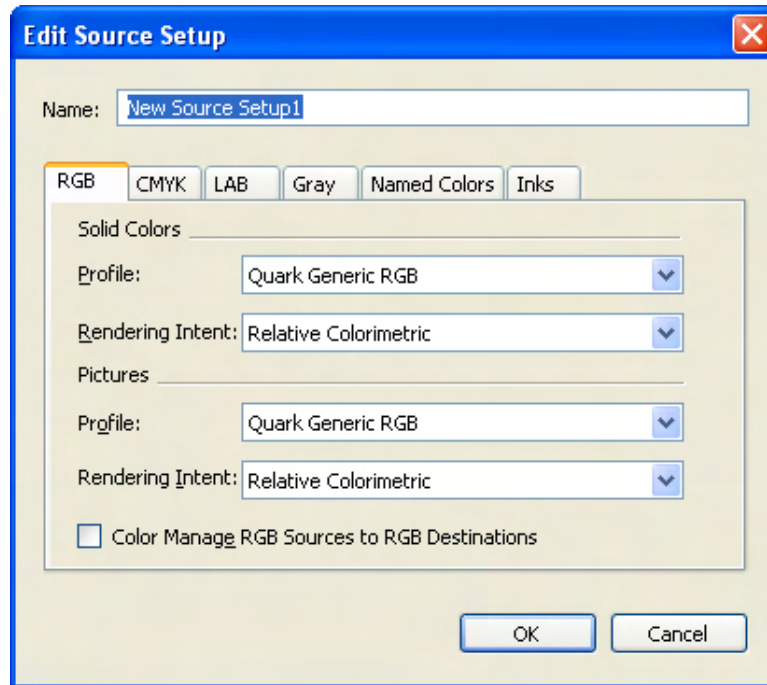 Edit Source Setup
Name: New Source Setup1
RGB CMYK LAB Gray Named Colors Inks
Solid Colors
Profile: Quark Generic RGB
Rendering Intent: Relative Colorimetric
Pictures
Profile: Quark Generic RGB
Rendering Intent: Relative Colorimetric
Color Manage RGB Sources to RGB Destinations
OK Cancel